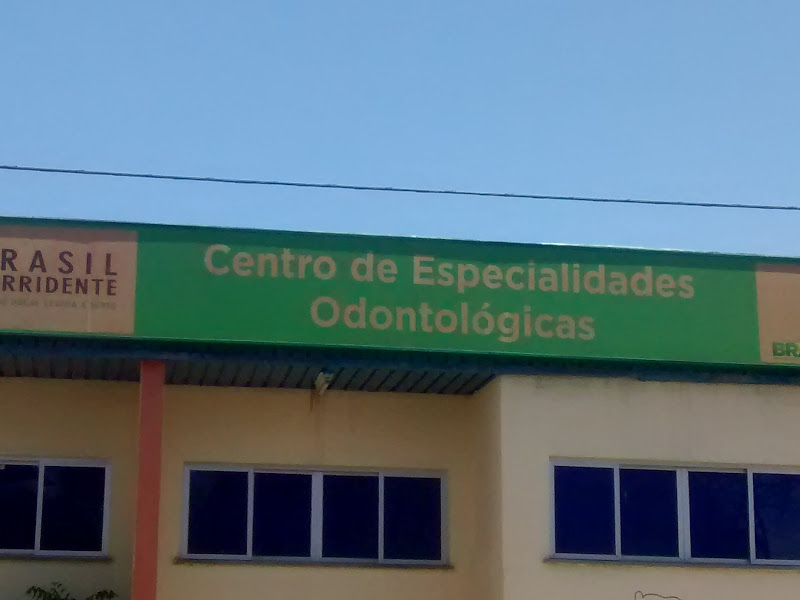 RASIL
RRIDENTE
Centro de Especialidades
Odontológicas
BRA